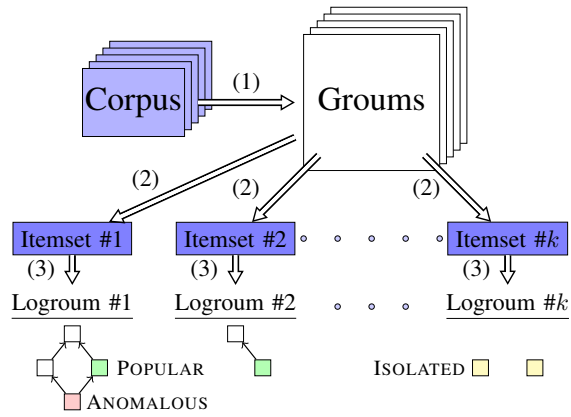 (1)
Corpus
Groums
(2) (2) (2)
Itemset #1 Itemset #2 Itemset #k
(3) (3) (3)
Logroum #1 Logroum #2 Logroum #k
POPULAR ISOLATED
ANOMALOUS